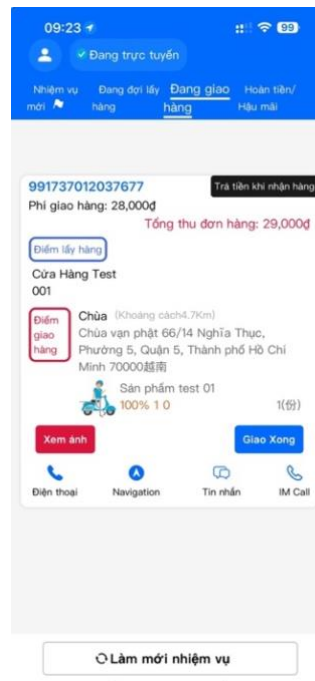 09:23
99
Đang trực tuyến
Nhiệm vụ mới
Đang đợi lấy hàng
Đang giao hàng
Hoàn tiền/ Hậu mãi
991737012037677
Trả tiền khi nhận hàng
Phí giao hàng: 28,000₫
Tổng thu đơn hàng: 29,000₫
Điểm lấy hàng
Cửa Hàng Test
001
Điểm giao hàng
Chùa (Khoảng cách4.7Km)
Chùa vạn phật 66/14 Nghĩa Thục,
Phường 5, Quận 5, Thành phố Hồ Chí
Minh 70000越南
Sản phẩm test 01
100% 1 0
1(份)
Xem ảnh
Giao Xong
Điện thoại
Navigation
Tin nhắn
IM Call
Làm mới nhiệm vụ